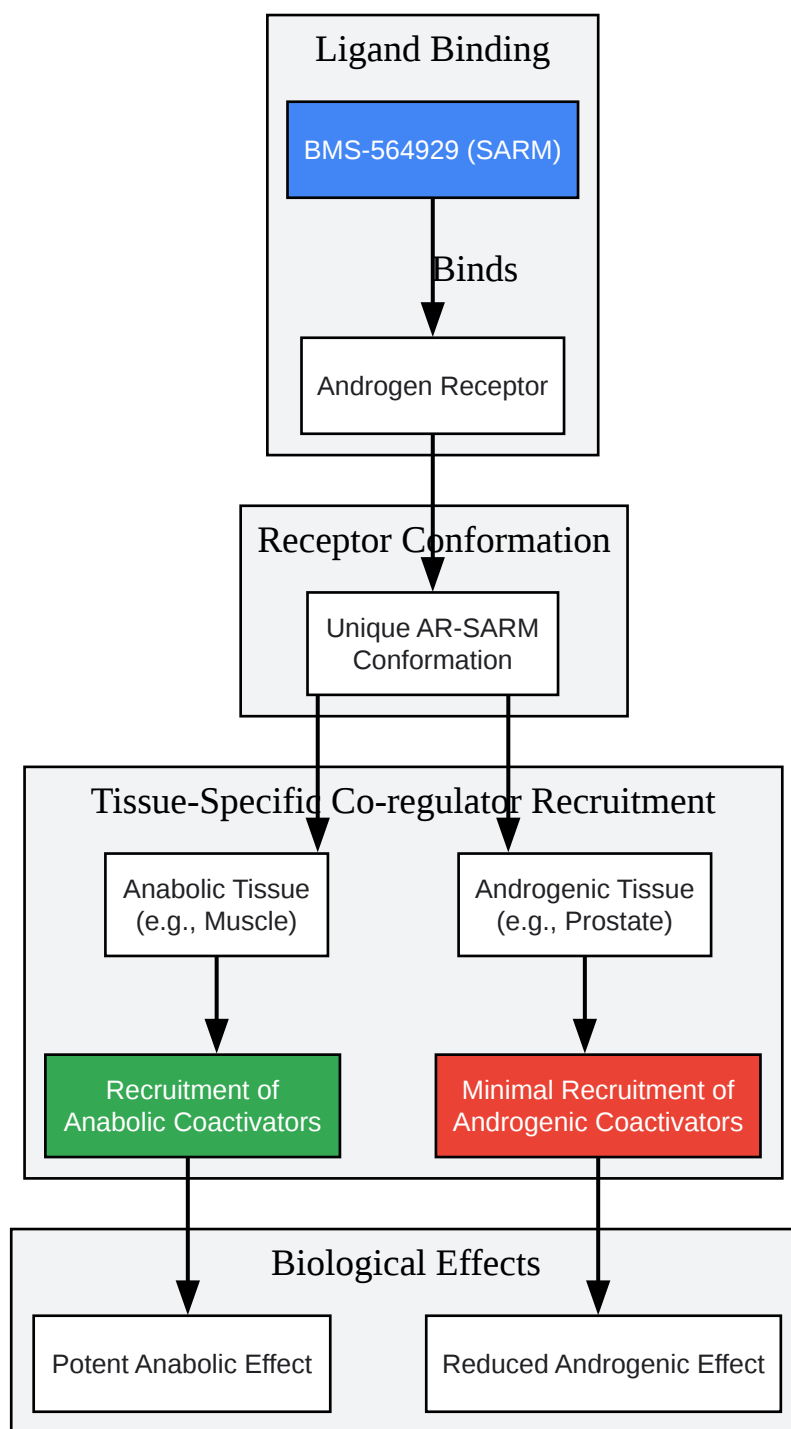 Ligand Binding
BMS-564929 (SARM)
Binds
Androgen Receptor
Receptor Conformation
Unique AR-SARM
Conformation
Tissue-Specific Co-regulator Recruitment
Anabolic Tissue
(e.g., Muscle)
Androgenic Tissue
(e.g., Prostate)
Recruitment of
Anabolic Coactivators
Minimal Recruitment of
Androgenic Coactivators
Biological Effects
Potent Anabolic Effect
Reduced Androgenic Effect